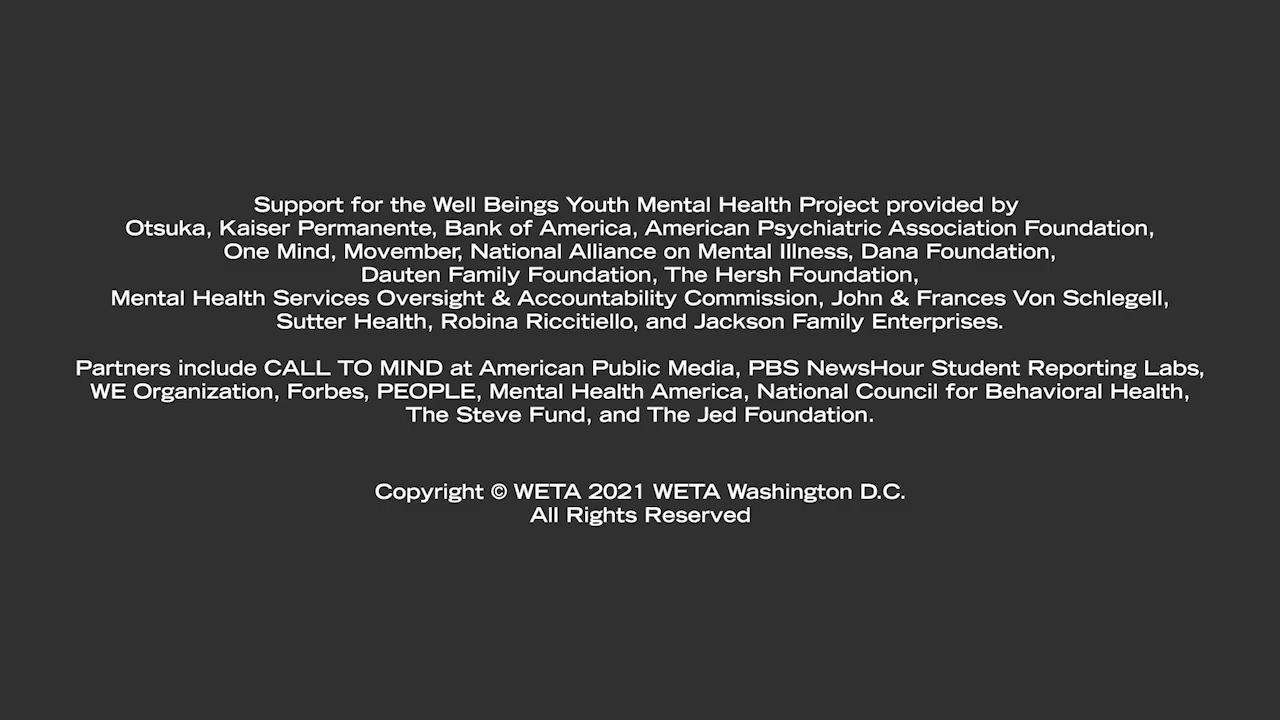 Support for the Well Beings Youth Mental Health Project provided by
Otsuka, Kaiser Permanente, Bank of America, American Psychiatric Association Foundation,
One Mind, Movember, National Alliance on Mental Illness, Dana Foundation,
Dauten Family Foundation, The Hersh Foundation,
Mental Health Services Oversight & Accountability Commission, John & Frances Von Schlegell,
Sutter Health, Robina Riccitiello, and Jackson Family Enterprises.
Partners include CALL TO MIND at American Public Media, PBS NewsHour Student Reporting Labs,
WE Organization, Forbes, PEOPLE, Mental Health America, National Council for Behavioral Health,
The Steve Fund, and The Jed Foundation.
Copyright © WETA 2021 WETA Washington D.C.
All Rights Reserved